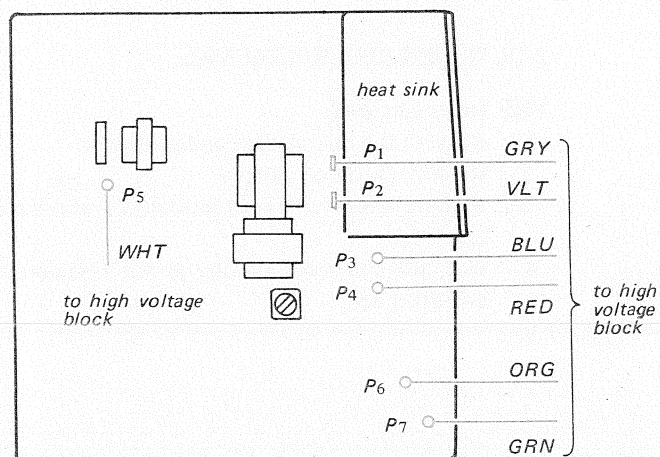 heat sink
P1 GRY
P2 VLT
P5
BLU
WHT
P3
P4
to high voltage
block
RED
to high
voltage
block
ORG
P6
P7
GRN